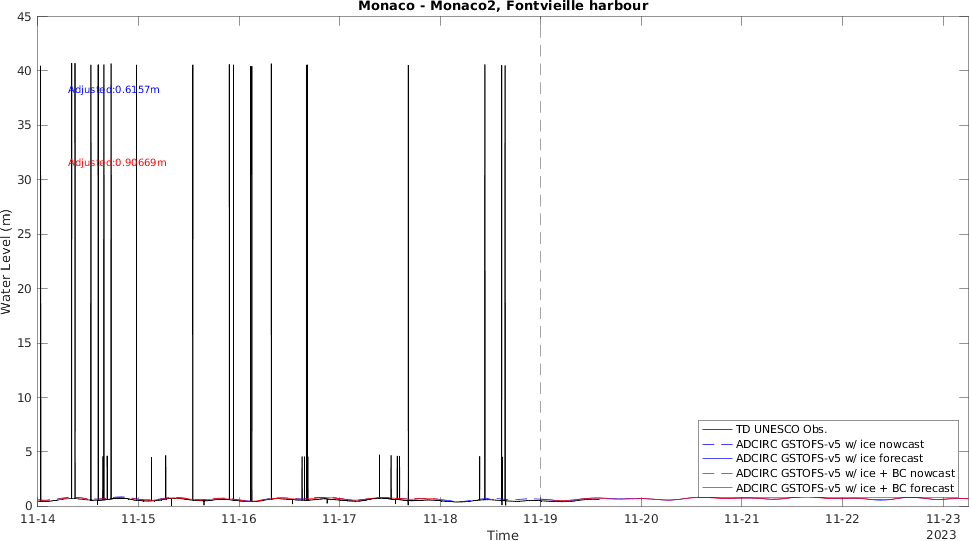 Monaco - Monaco2, Fontvieille harbour
45
40
35
30
25
20
15
10
5
0
Water Level (m)
Adjusted:0.6157m
Adjusted:0.90669m
TD UNESCO Obs.
ADCIRC GSTOFS-v5 w/ ice nowcast
ADCIRC GSTOFS-v5 w/ ice forecast
ADCIRC GSTOFS-v5 w/ ice + BC nowcast
ADCIRC GSTOFS-v5 w/ ice + BC forecast
11-14 11-15 11-16 11-17 11-18 11-19 11-20 11-21 11-22 11-23
Time
2023